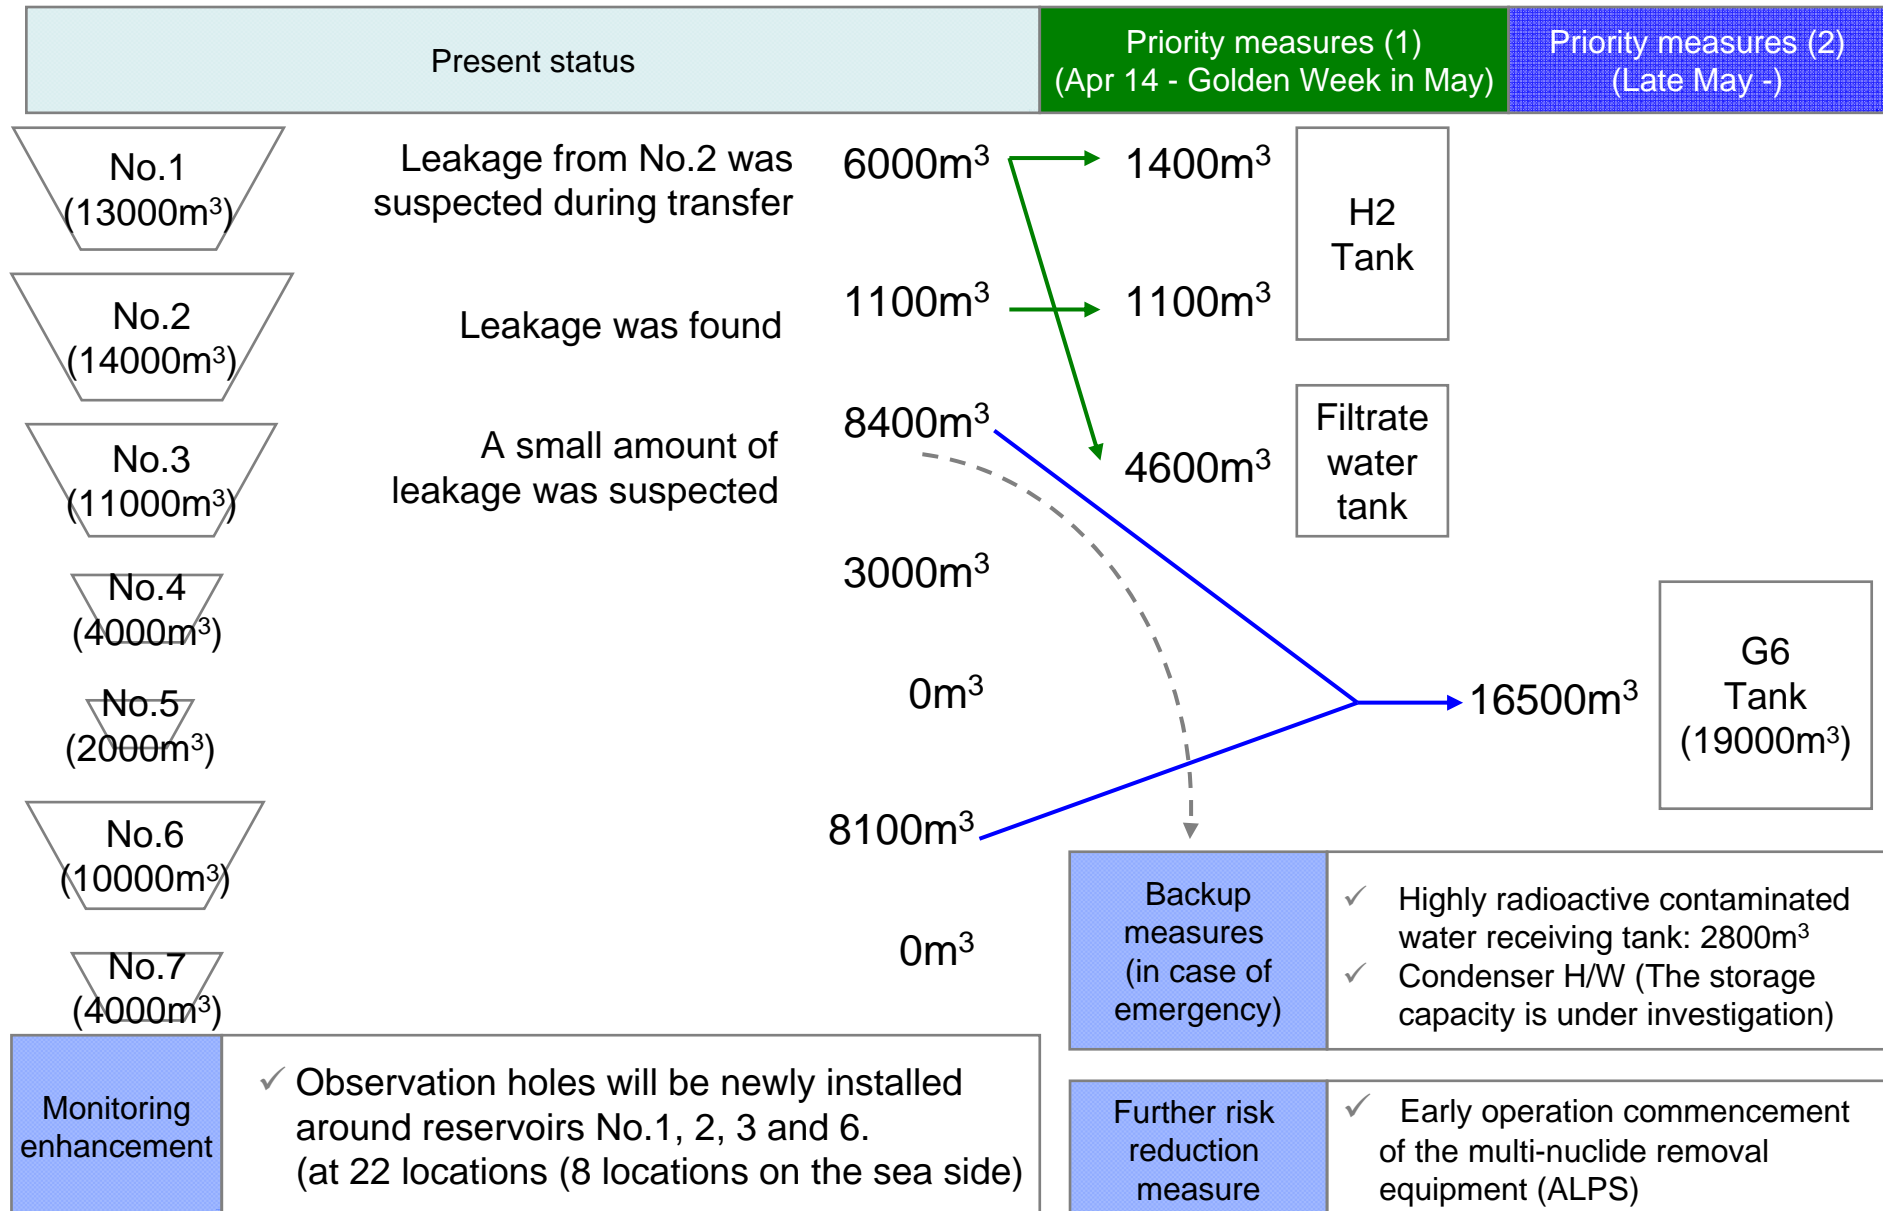 Present status
Priority measures (1)
(Apr 14 - Golden Week in May)
Priority measures (2)
(Late May -)
No.1
(13000m³)
Leakage from No.2 was
suspected during transfer
6000m³
1400m³
H2
Tank
No.2
(14000m³)
Leakage was found
1100m³
1100m³
No.3
(11000m³)
A small amount of
leakage was suspected
8400m³
4600m³
Filtrate
water
tank
No.4
(4000m³)
3000m³
No.5
(2000m³)
0m³
16500m³
G6
Tank
(19000m³)
No.6
(10000m³)
8100m³
No.7
(4000m³)
0m³
Backup
measures
(in case of
emergency)
✓ Highly radioactive contaminated
water receiving tank: 2800m³
✓ Condenser H/W (The storage
capacity is under investigation)
Monitoring
enhancement
✓ Observation holes will be newly installed
around reservoirs No.1, 2, 3 and 6.
(at 22 locations (8 locations on the sea side)
Further risk
reduction
measure
✓ Early operation commencement
of the multi-nuclide removal
equipment (ALPS)